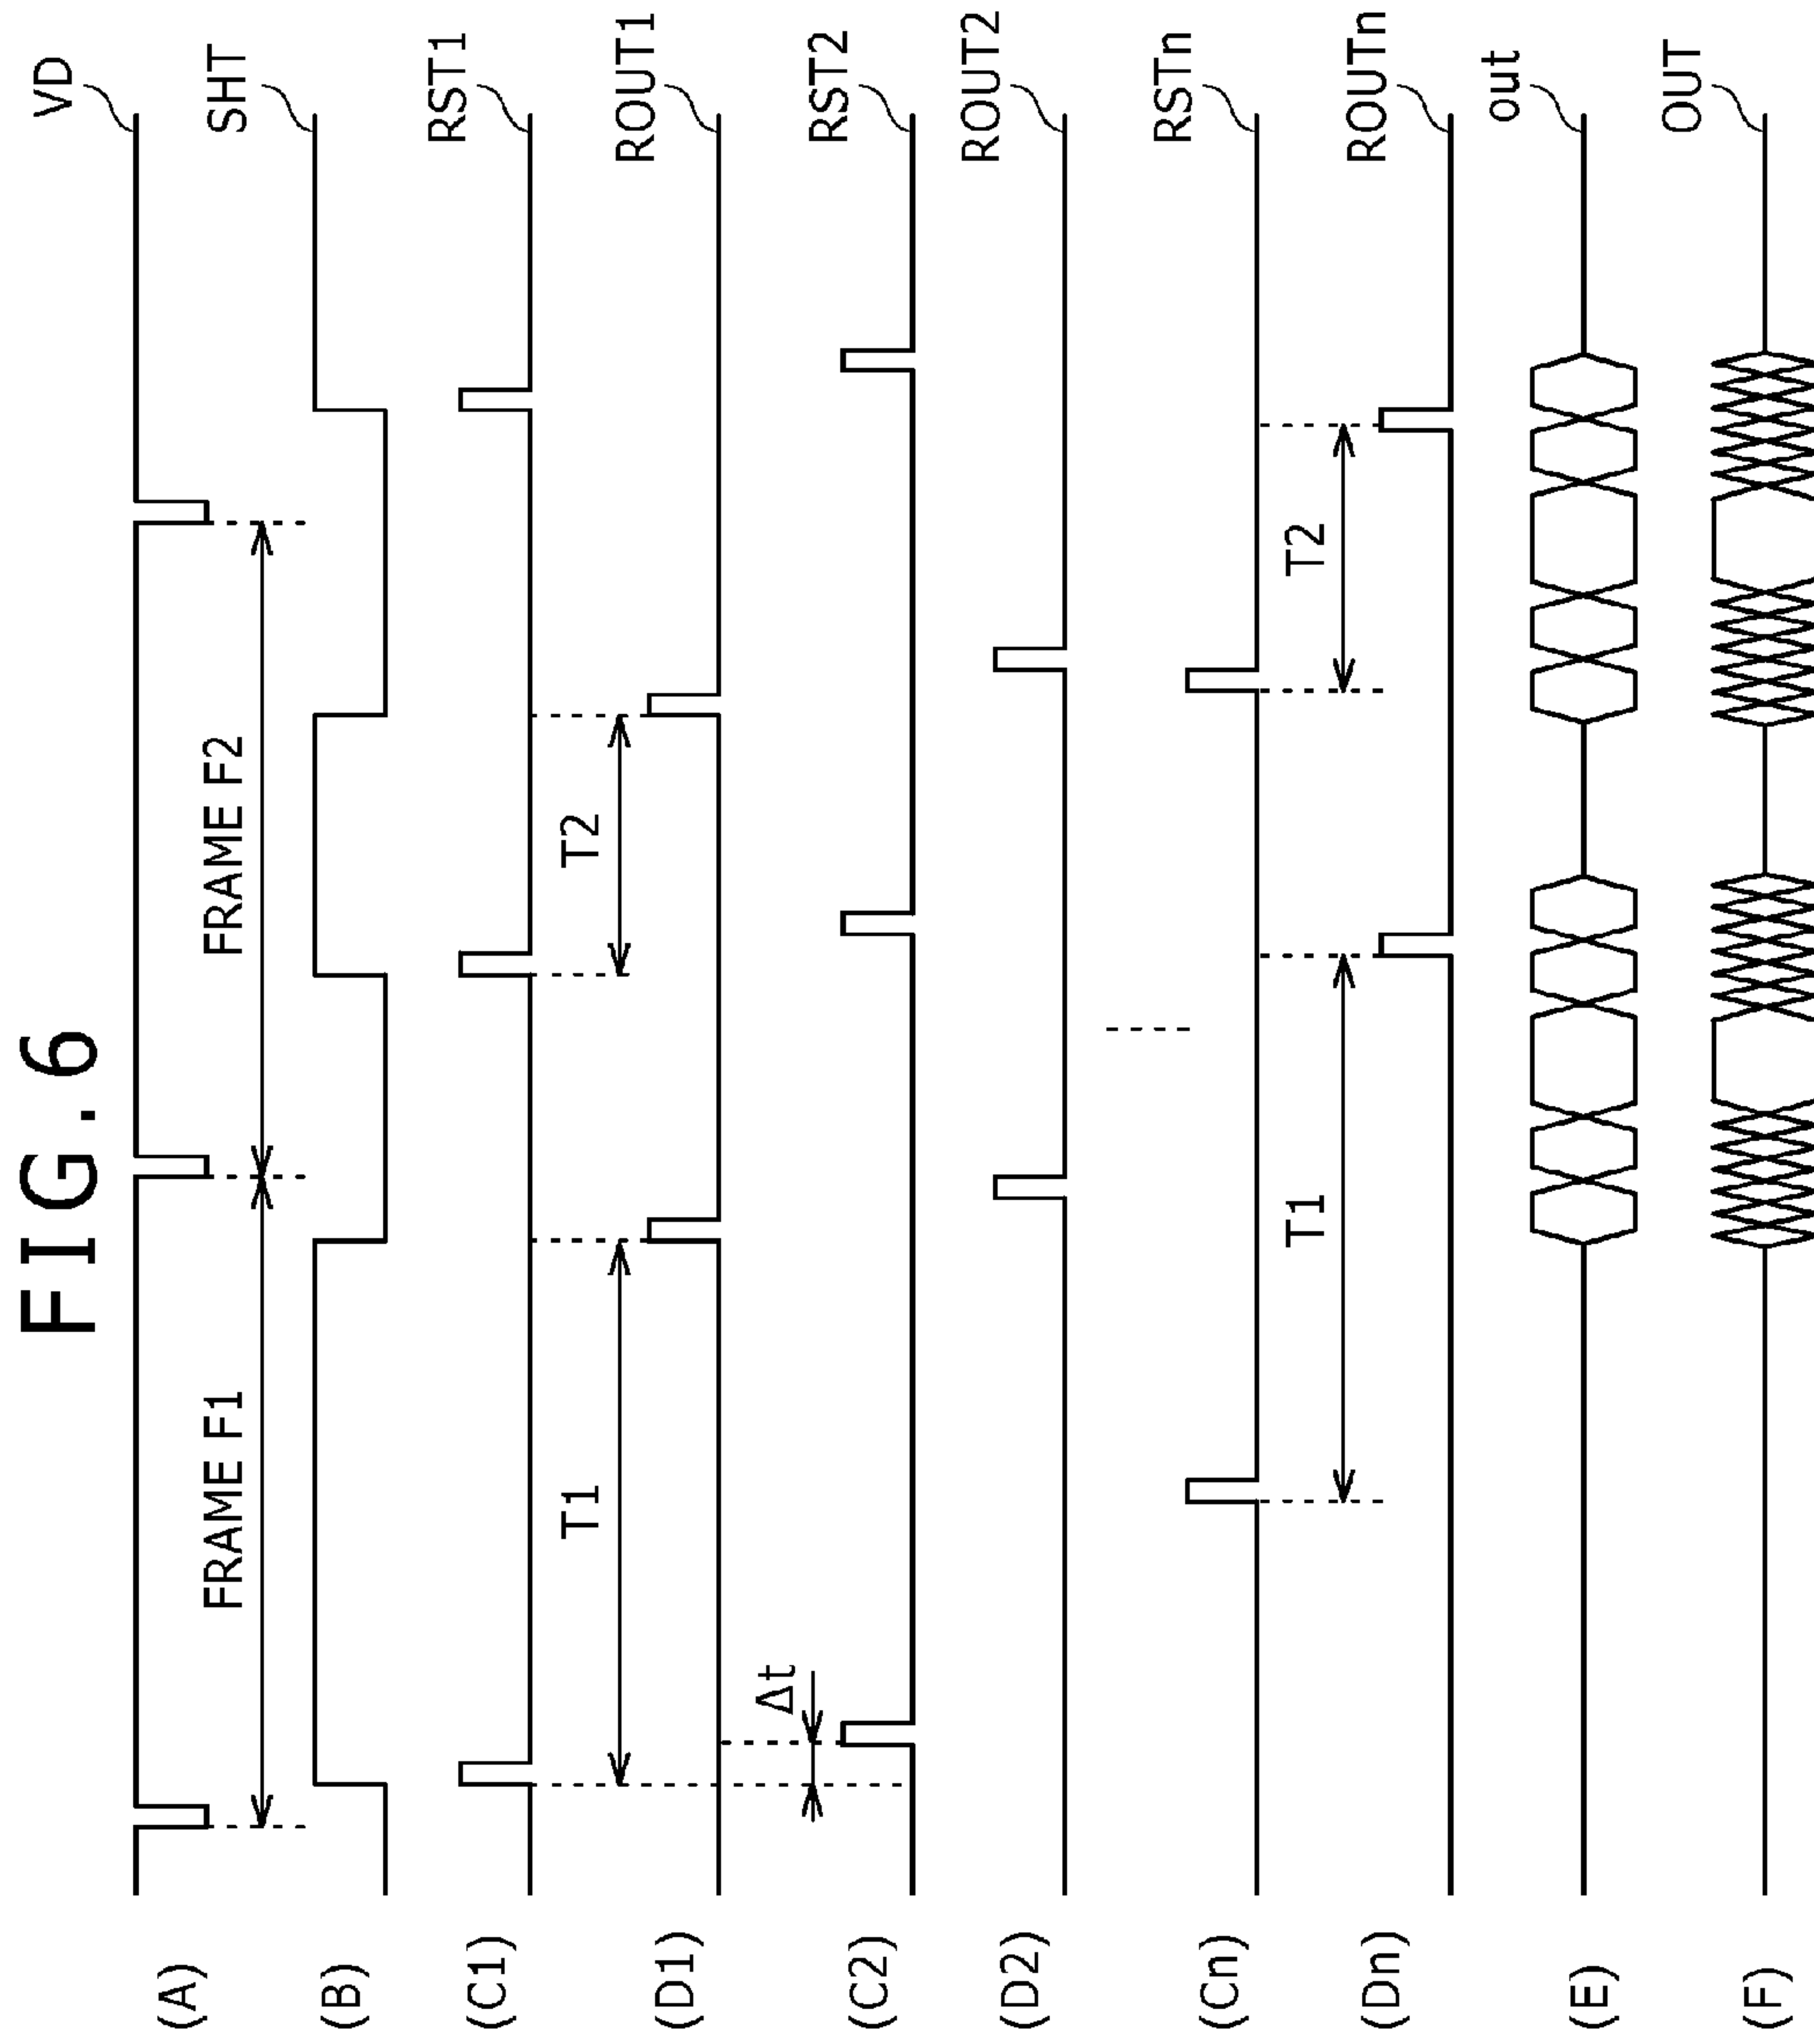 FIG.6
(A)
VD
FRAME F1
FRAME F2
(B)
SHT
(C1)
RST1
T1
T2
(D1)
ROUT1
Δt
(C2)
RST2
(D2)
ROUT2
(Cn)
RSTn
T1
T2
(Dn)
ROUTn
(E)
out
(F)
OUT